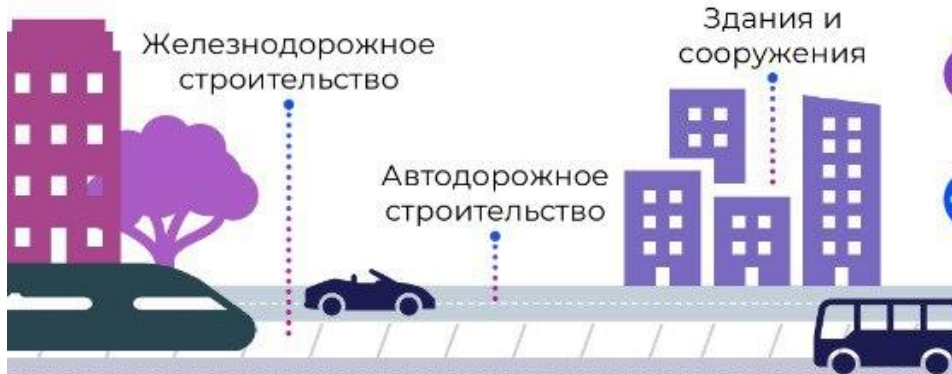 Железнодорожное
строительство
Автодорожное
строительство
Здания и
сооружения